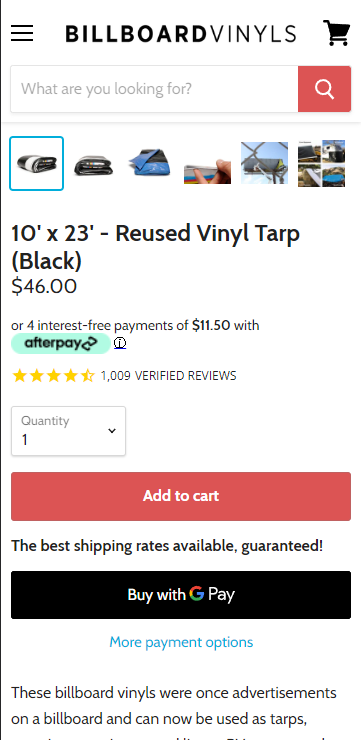 BILLBOARDVINYLS
What are you looking for?
10' x 23' - Reused Vinyl Tarp
(Black)
$46.00
or 4 interest-free payments of $11.50 with
afterpay ⓘ
1,009 VERIFIED REVIEWS
Quantity
1
Add to cart
The best shipping rates available, guaranteed!
Buy with G Pay
More payment options
These billboard vinyls were once advertisements
on a billboard and can now be used as tarps,